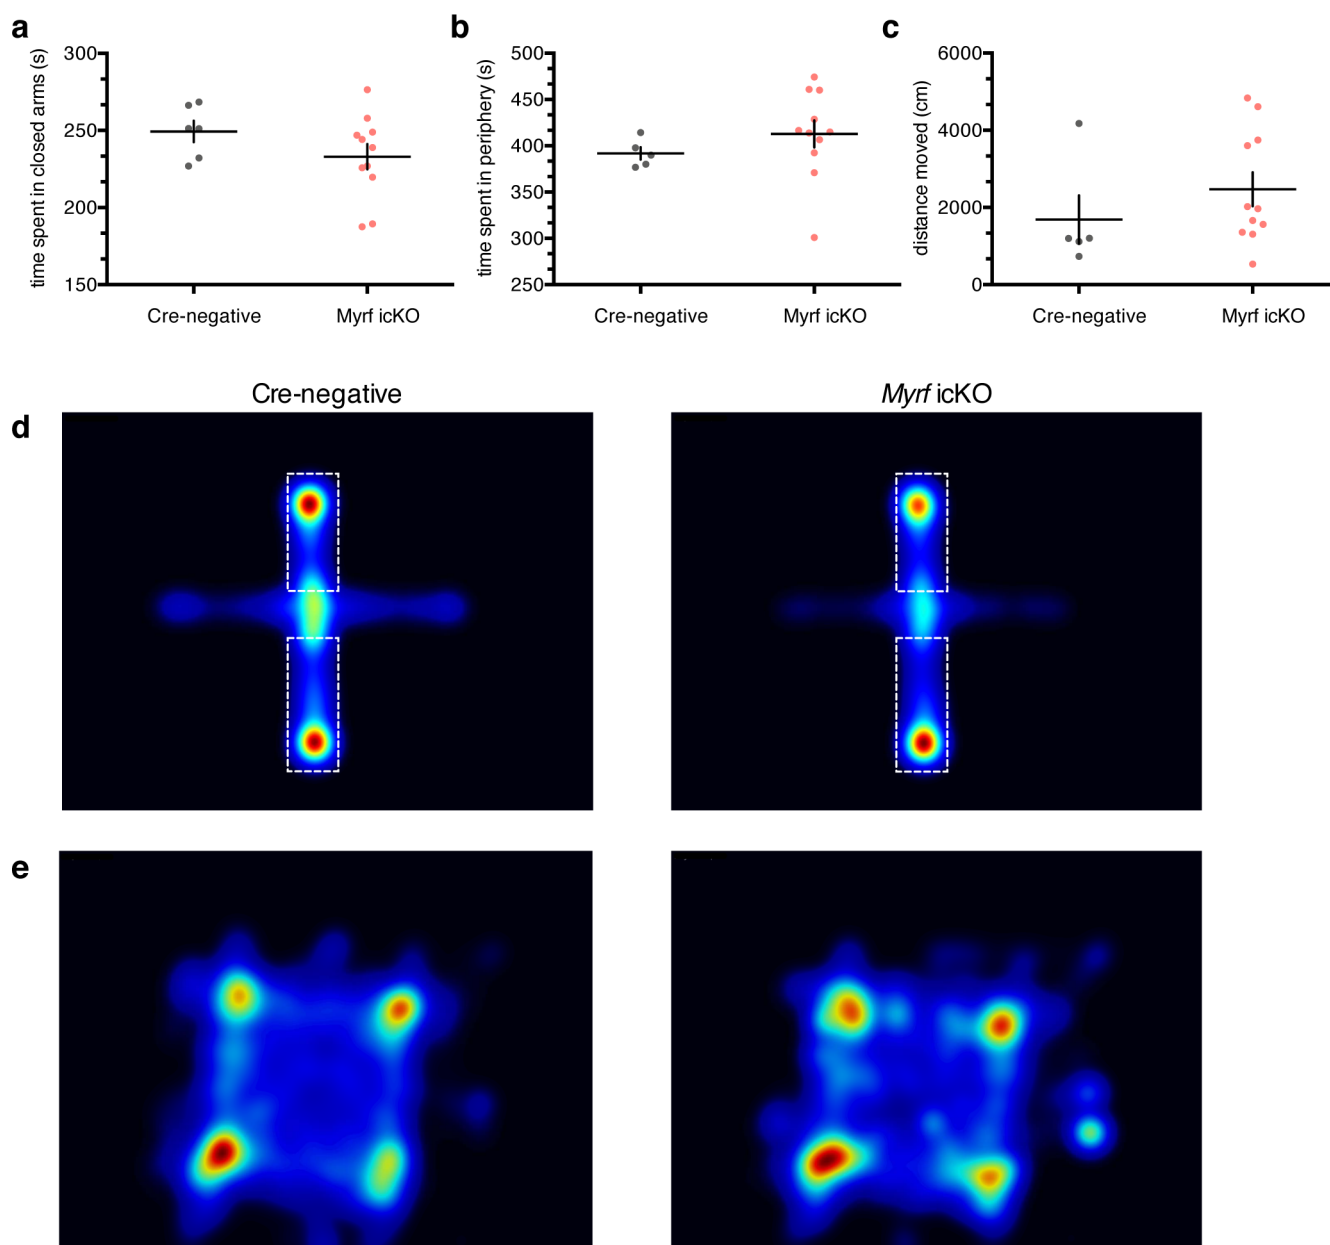 a
time spent in closed arms (s)
300
250
200
150
Cre-negative
Myrf icKO
b
time spent in periphery (s)
500
450
400
350
300
250
Cre-negative
Myrf icKO
c
distance moved (cm)
6000
4000
2000
0
Cre-negative
Myrf icKO
d
Cre-negative
Myrf icKO
e